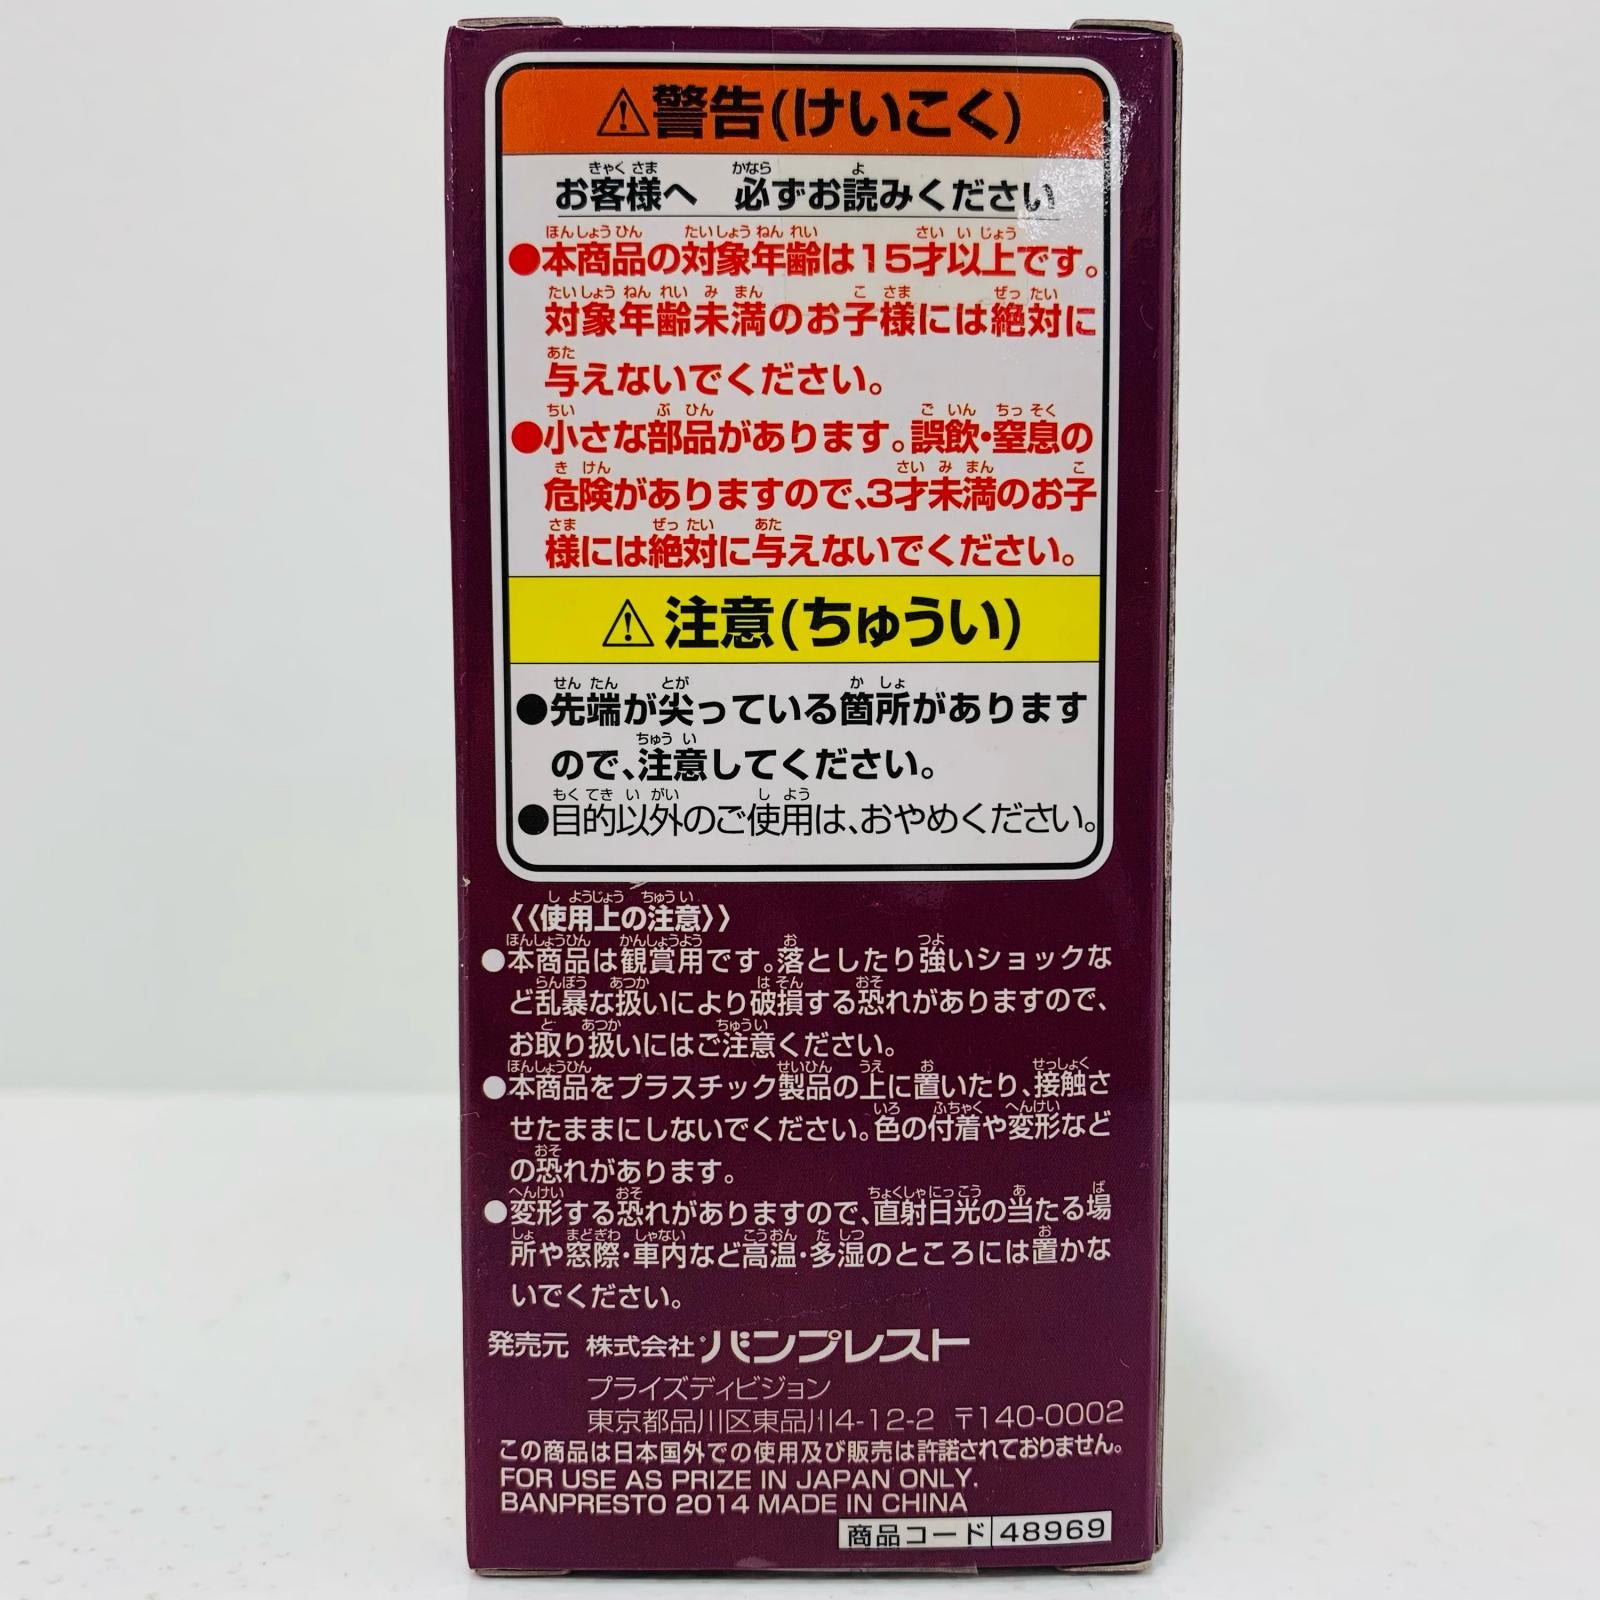 ⚠警告(けいこく)
お客様へ 必ずお読みください
●本商品の対象年齢は15才以上です。
対象年齢未満のお子様には絶対に
与えないでください。
●小さな部品があります。誤飲・窒息の
危険がありますので、3才未満のお子
様には絶対に与えないでください。
⚠注意(ちゅうい)
●先端が尖っている箇所があります
ので、注意してください。
●目的以外のご使用は、おやめください。
《使用上の注意》
●本商品は観賞用です。落としたり強いショックな
ど乱暴な扱いにより破損する恐れがありますので、
お取り扱いにはご注意ください。
●本商品をプラスチック製品の上に置いたり、接触さ
せたままにしないでください。色の付着や変形など
の恐れがあります。
●変形する恐れがありますので、直射日光の当たる場
所や窓際・車内など高温・多湿のところには置かな
いでください。
発売元 株式会社バンプレスト
プライズディビジョン
東京都品川区東品川4-12-2 〒140-0002
この商品は日本国外での使用及び販売は許諾されておりません。
FOR USE AS PRIZE IN JAPAN ONLY.
BANPRESTO 2014 MADE IN CHINA
商品コード 48969